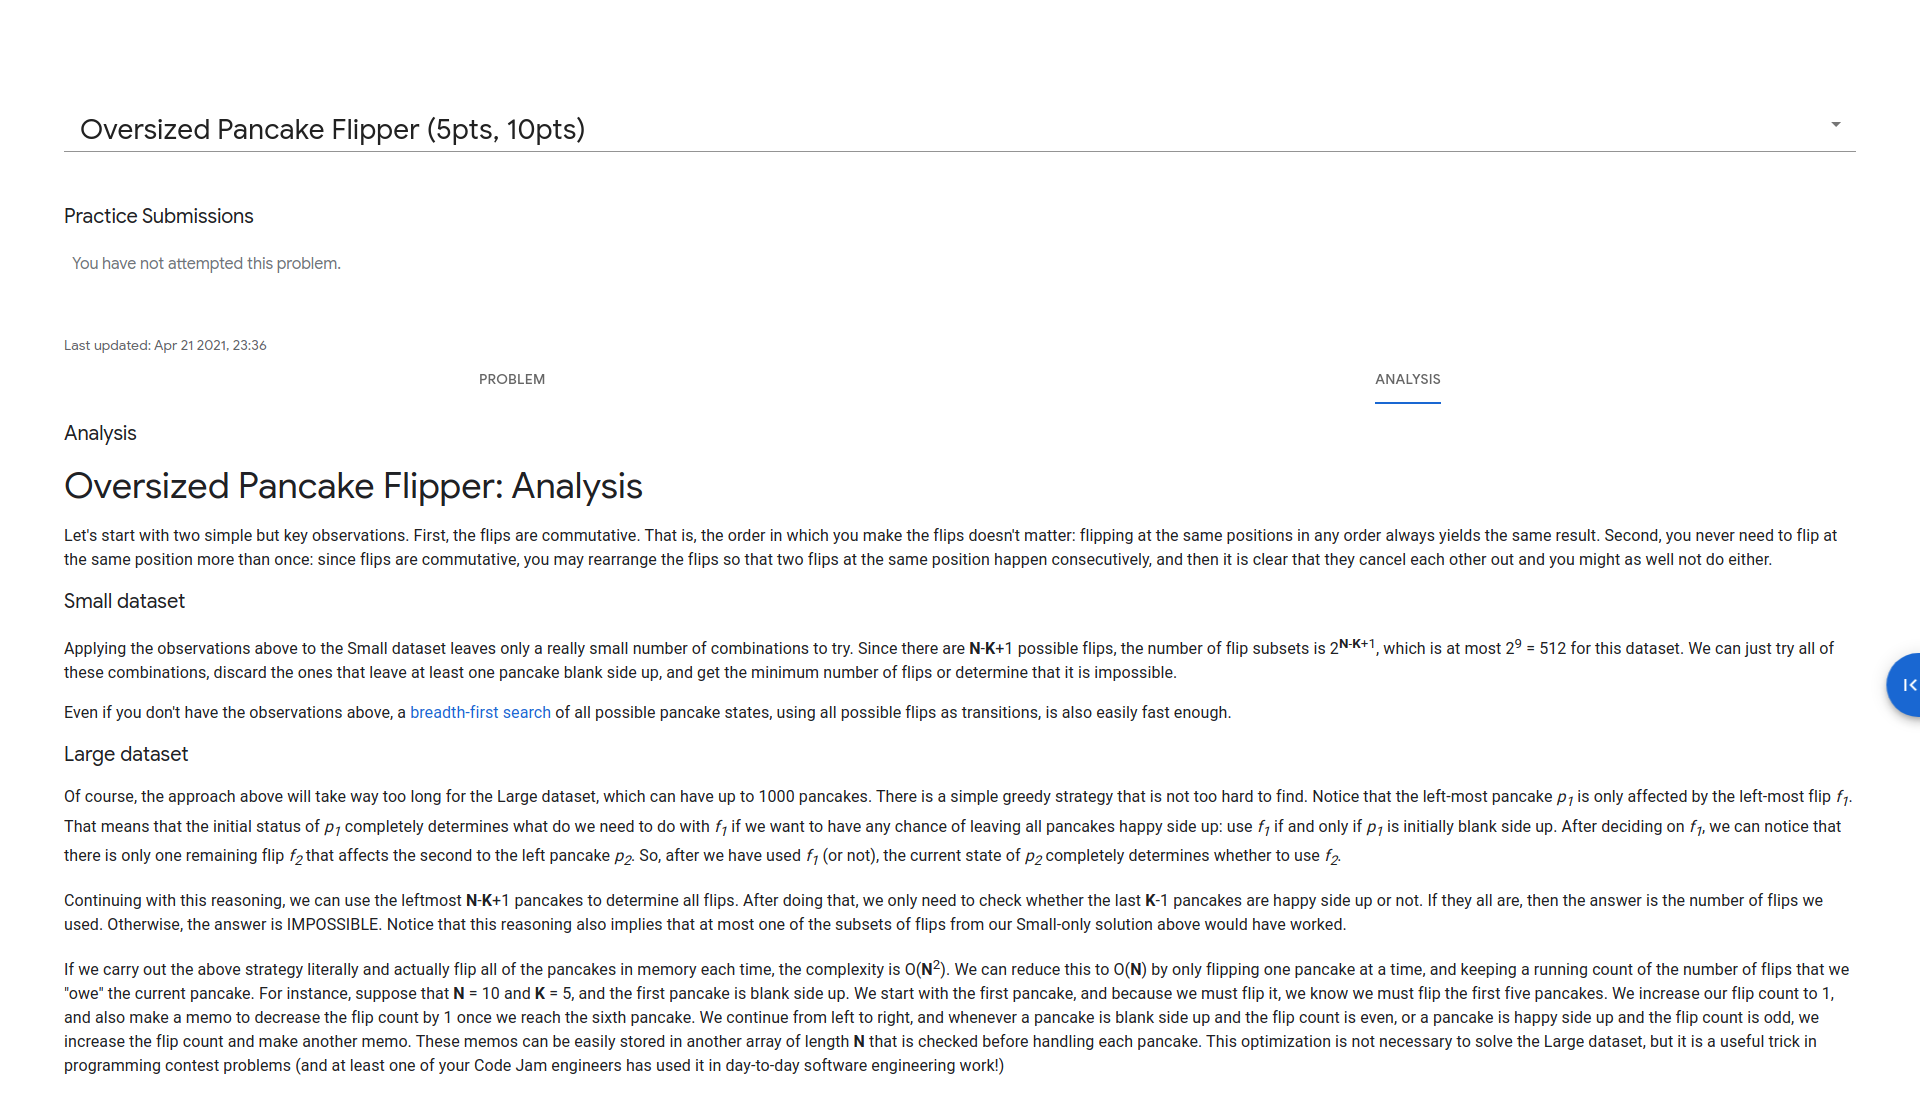 Oversized Pancake Flipper (5pts, 10pts)
Practice Submissions
You have not attempted this problem.
Last updated: Apr 21 2021, 23:36
PROBLEM
ANALYSIS
Analysis
Oversized Pancake Flipper: Analysis
Let's start with two simple but key observations. First, the flips are commutative. That is, the order in which you make the flips doesn't matter: flipping at the same positions in any order always yields the same result. Second, you never need to flip at
the same position more than once: since flips are commutative, you may rearrange the flips so that two flips at the same position happen consecutively, and then it is clear that they cancel each other out and you might as well not do either.
Small dataset
Applying the observations above to the Small dataset leaves only a really small number of combinations to try. Since there are N-K+1 possible flips, the number of flip subsets is 2^N-K+1, which is at most 2^9 = 512 for this dataset. We can just try all of
these combinations, discard the ones that leave at least one pancake blank side up, and get the minimum number of flips or determine that it is impossible.
Even if you don't have the observations above, a breadth-first search of all possible pancake states, using all possible flips as transitions, is also easily fast enough.
Large dataset
Of course, the approach above will take way too long for the Large dataset, which can have up to 1000 pancakes. There is a simple greedy strategy that is not too hard to find. Notice that the left-most pancake p1 is only affected by the left-most flip f1.
That means that the initial status of p1 completely determines what do we need to do with f1 if we want to have any chance of leaving all pancakes happy side up: use f1 if and only if p1 is initially blank side up. After deciding on f1, we can notice that
there is only one remaining flip f2 that affects the second to the left pancake p2. So, after we have used f1 (or not), the current state of p2 completely determines whether to use f2.
Continuing with this reasoning, we can use the leftmost N-K+1 pancakes to determine all flips. After doing that, we only need to check whether the last K-1 pancakes are happy side up or not. If they all are, then the answer is the number of flips we
used. Otherwise, the answer is IMPOSSIBLE. Notice that this reasoning also implies that at most one of the subsets of flips from our Small-only solution above would have worked.
If we carry out the above strategy literally and actually flip all of the pancakes in memory each time, the complexity is O(N^2). We can reduce this to O(N) by only flipping one pancake at a time, and keeping a running count of the number of flips that we
"owe" the current pancake. For instance, suppose that N = 10 and K = 5, and the first pancake is blank side up. We start with the first pancake, and because we must flip it, we know we must flip the first five pancakes. We increase our flip count to 1,
and also make a memo to decrease the flip count by 1 once we reach the sixth pancake. We continue from left to right, and whenever a pancake is blank side up and the flip count is even, or a pancake is happy side up and the flip count is odd, we
increase the flip count and make another memo. These memos can be easily stored in another array of length N that is checked before handling each pancake. This optimization is not necessary to solve the Large dataset, but it is a useful trick in
programming contest problems (and at least one of your Code Jam engineers has used it in day-to-day software engineering work!)